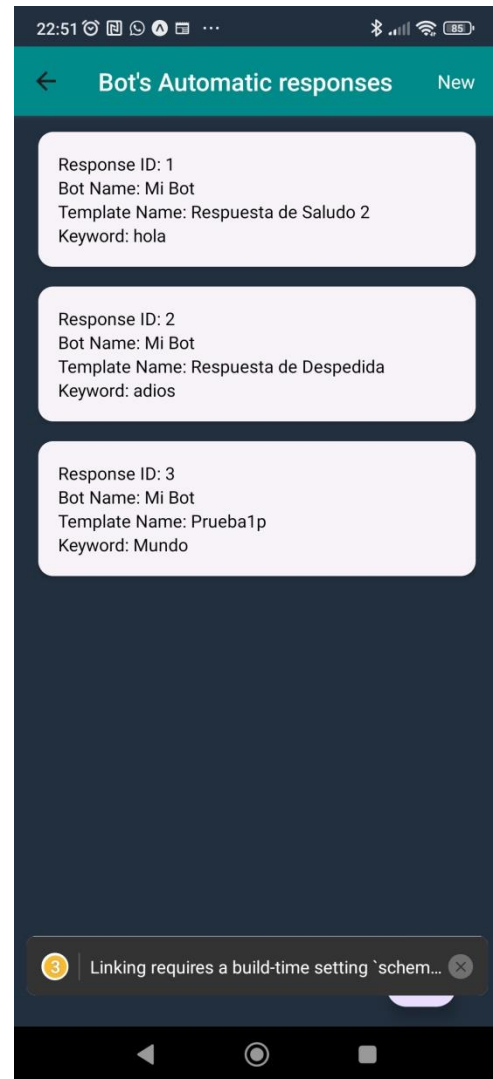 22:51
85
Bot's Automatic responses
New
Response ID: 1
Bot Name: Mi Bot
Template Name: Respuesta de Saludo 2
Keyword: hola
Response ID: 2
Bot Name: Mi Bot
Template Name: Respuesta de Despedida
Keyword: adios
Response ID: 3
Bot Name: Mi Bot
Template Name: Prueba1p
Keyword: Mundo
3 Linking requires a build-time setting `schem...